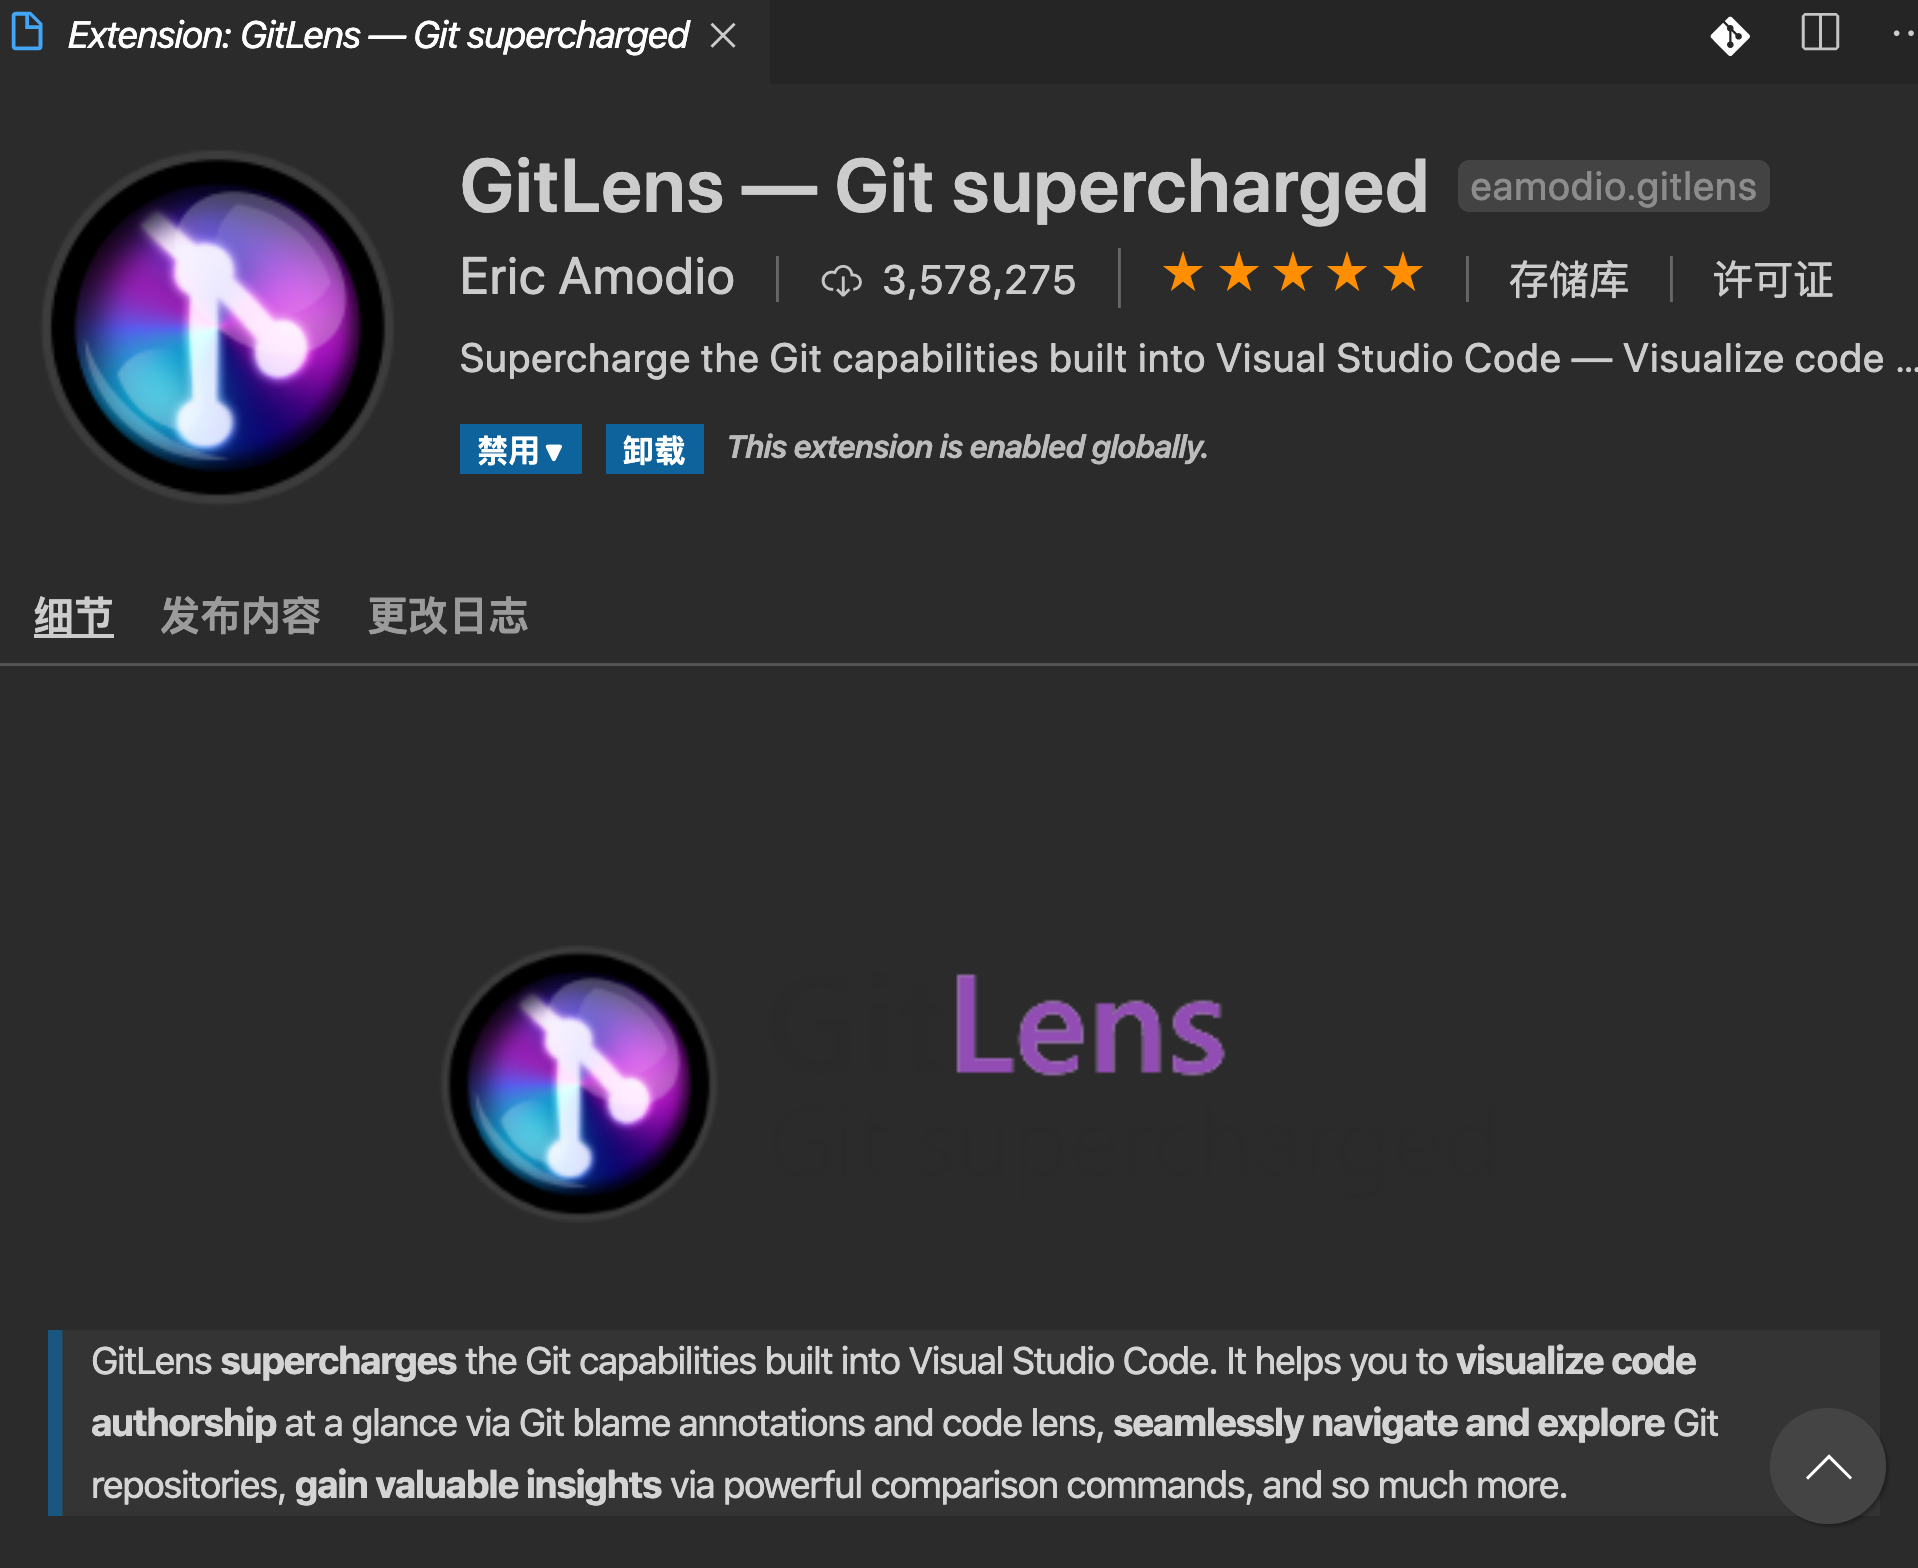 Extension: GitLens — Git supercharged
GitLens — Git supercharged eamodio.gitlens
Eric Amodio 3,578,275 ★★★★★ 存储库 许可证
Supercharge the Git capabilities built into Visual Studio Code — Visualize code ...
禁用▼ 卸载 This extension is enabled globally.
细节 发布内容 更改日志
GitLens
Git supercharged
GitLens supercharges the Git capabilities built into Visual Studio Code. It helps you to visualize code
authorship at a glance via Git blame annotations and code lens, seamlessly navigate and explore Git
repositories, gain valuable insights via powerful comparison commands, and so much more.